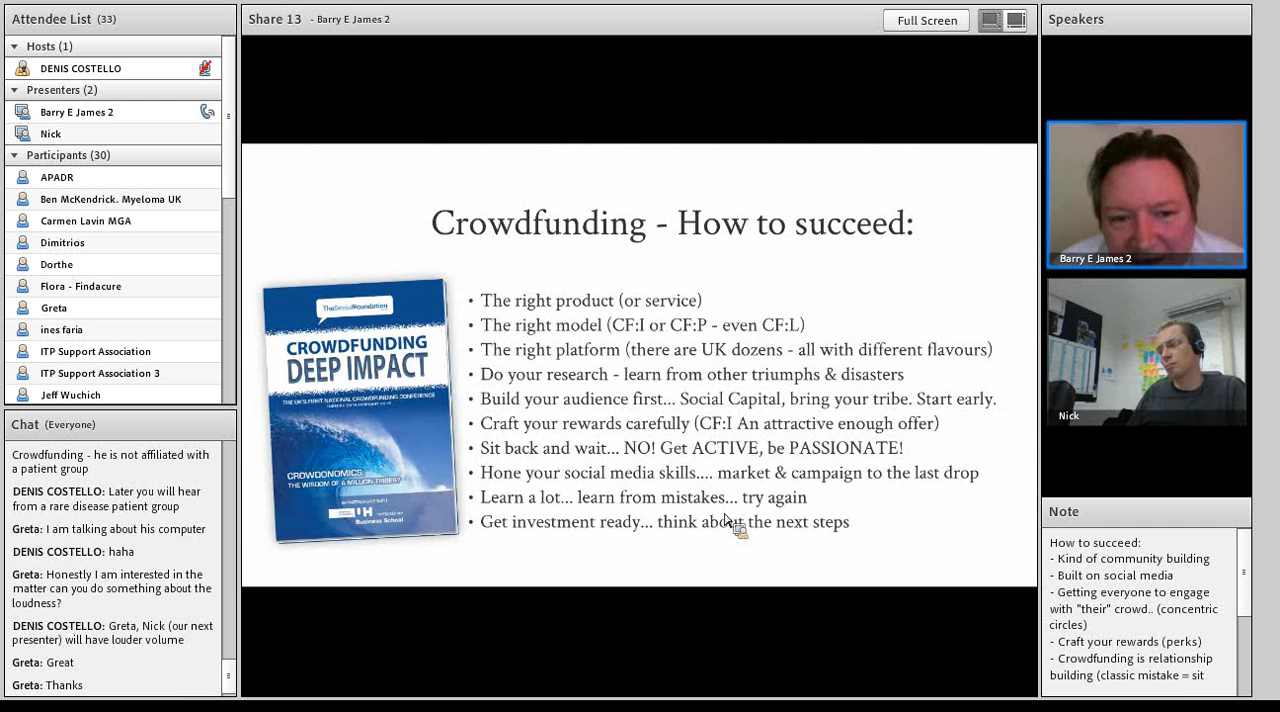 Attendee List (33)
Hosts (1)
DENIS COSTELLO
Presenters (2)
Barry E James 2
Nick
Participants (30)
APADR
Ben McKendrick. Myeloma UK
Carmen Lavin MGA
Dimitrios
Dorthe
Flora - Findacure
Greta
ines faria
ITP Support Association
ITP Support Association 3
Jeff Wuchich
Chat (Everyone)
Crowdfunding - he is not affiliated with
a patient group
DENIS COSTELLO: Later you will hear
from a rare disease patient group
Greta: I am talking about his computer
DENIS COSTELLO: haha
Greta: Honestly I am interested in the
matter can you do something about the
loudness?
DENIS COSTELLO: Greta, Nick (our next
presenter) will have louder volume
Greta: Great
Greta: Thanks
Share 13 - Barry E James 2
Full Screen
Crowdfunding - How to succeed:
TheSocialFoundation
CROWDFUNDING
DEEP IMPACT
THE UK'S FIRST NATIONAL CROWDFUNDING CONFERENCE
CROWDONOMICS:
THE WISDOM OF A MILLION TRIBES?
UH
Business School
• The right product (or service)
• The right model (CF:I or CF:P - even CF:L)
• The right platform (there are UK dozens - all with different flavours)
• Do your research - learn from other triumphs & disasters
• Build your audience first... Social Capital, bring your tribe. Start early.
• Craft your rewards carefully (CF:I An attractive enough offer)
• Sit back and wait... NO! Get ACTIVE, be PASSIONATE!
• Hone your social media skills.... market & campaign to the last drop
• Learn a lot... learn from mistakes... try again
• Get investment ready... think about the next steps
Speakers
Barry E James 2
Nick
Note
How to succeed:
- Kind of community building
- Built on social media
- Getting everyone to engage
with "their" crowd.. (concentric
circles)
- Craft your rewards (perks)
- Crowdfunding is relationship
building (classic mistake = sit